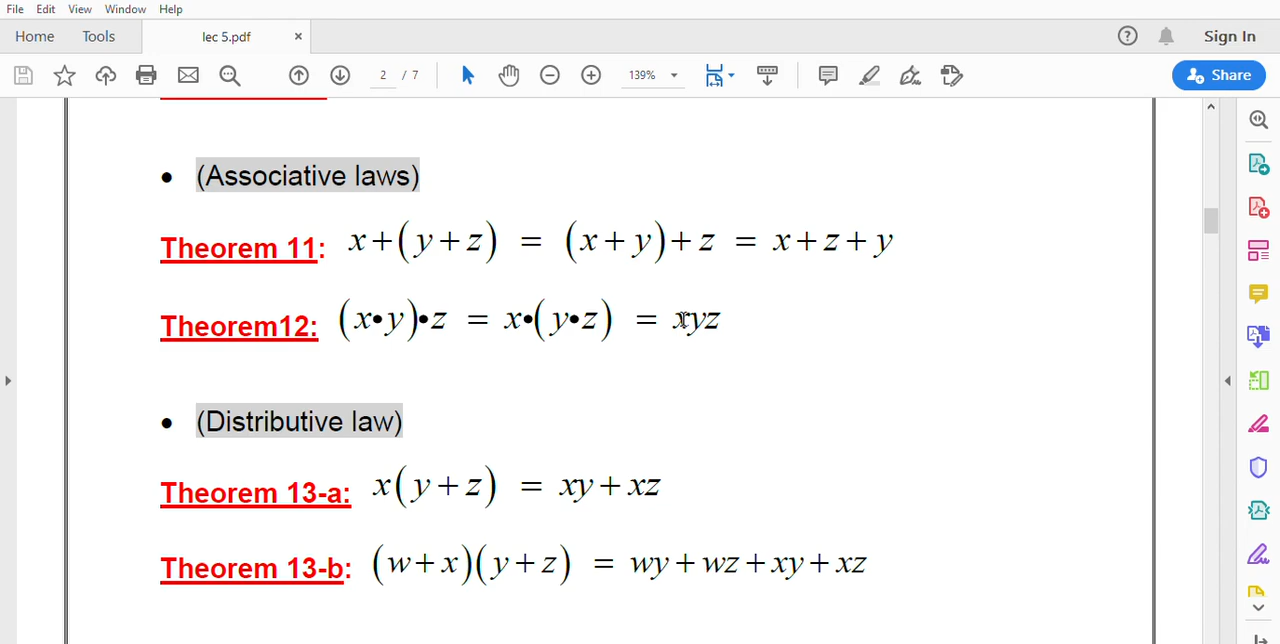 File Edit View Window Help
Home Tools lec 5.pdf × Sign In
2 / 7 139% Share
• (Associative laws)
Theorem 11: x+(y+z) = (x+y)+z = x+z+y
Theorem12: (x•y)•z = x•(y•z) = xyz
• (Distributive law)
Theorem 13-a: x(y+z) = xy+xz
Theorem 13-b: (w+x)(y+z) = wy+wz+xy+xz